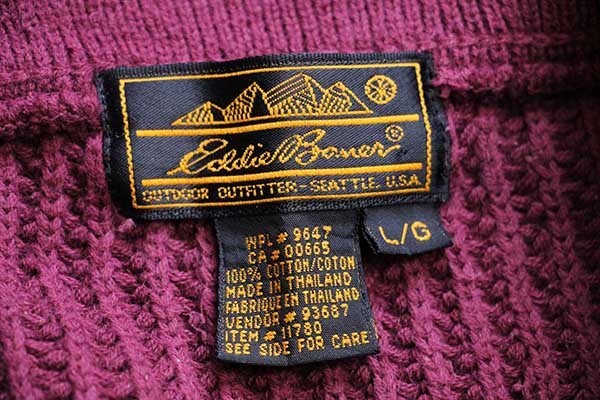 Eddie Bauer®
OUTDOOR OUTFITTER-SEATTLE, U.S.A.
L/G
WPL # 9647
CA # 00665
100% COTTON/COTON
MADE IN THAILAND
FABRIQUE EN THAILAND
VENDOR # 93687
ITEM # 11780
SEE SIDE FOR CARE